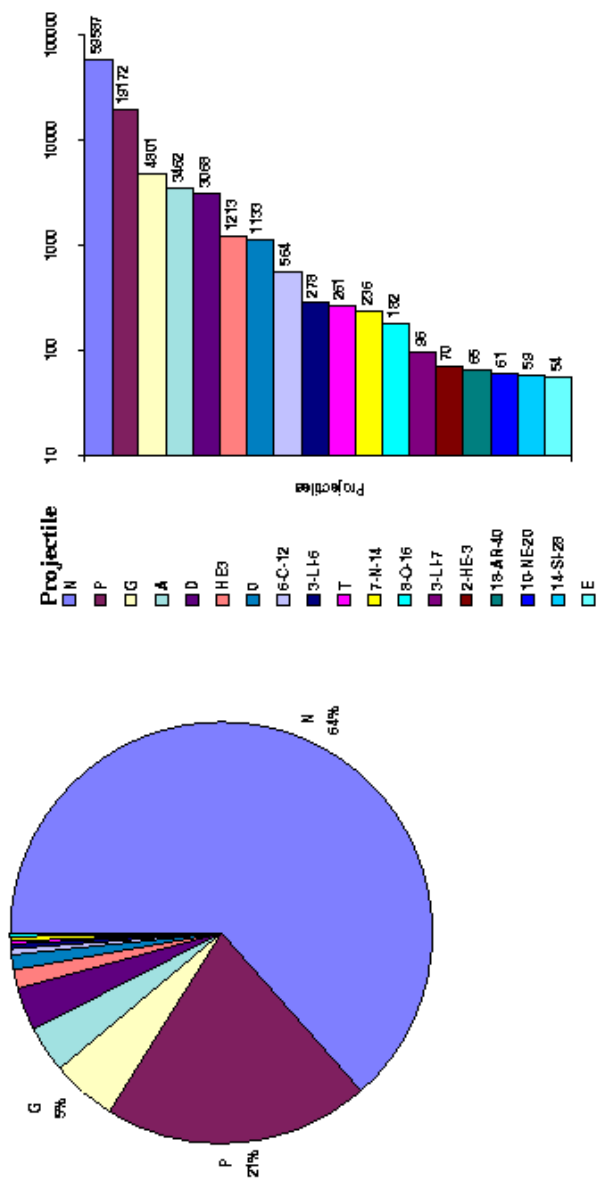 N
64%
P
21%
G
5%
Projectile
N
P
G
A
D
HE3
0
6-C-12
3-LI-6
T
7-N-14
8-O-16
3-LI-7
2-HE-3
18-AR-40
10-NE-20
14-SI-28
E
100000
10000
1000
100
10
59587
19172
4801
3462
3068
1213
1133
564
278
261
236
182
96
70
65
61
59
54
Projectiles